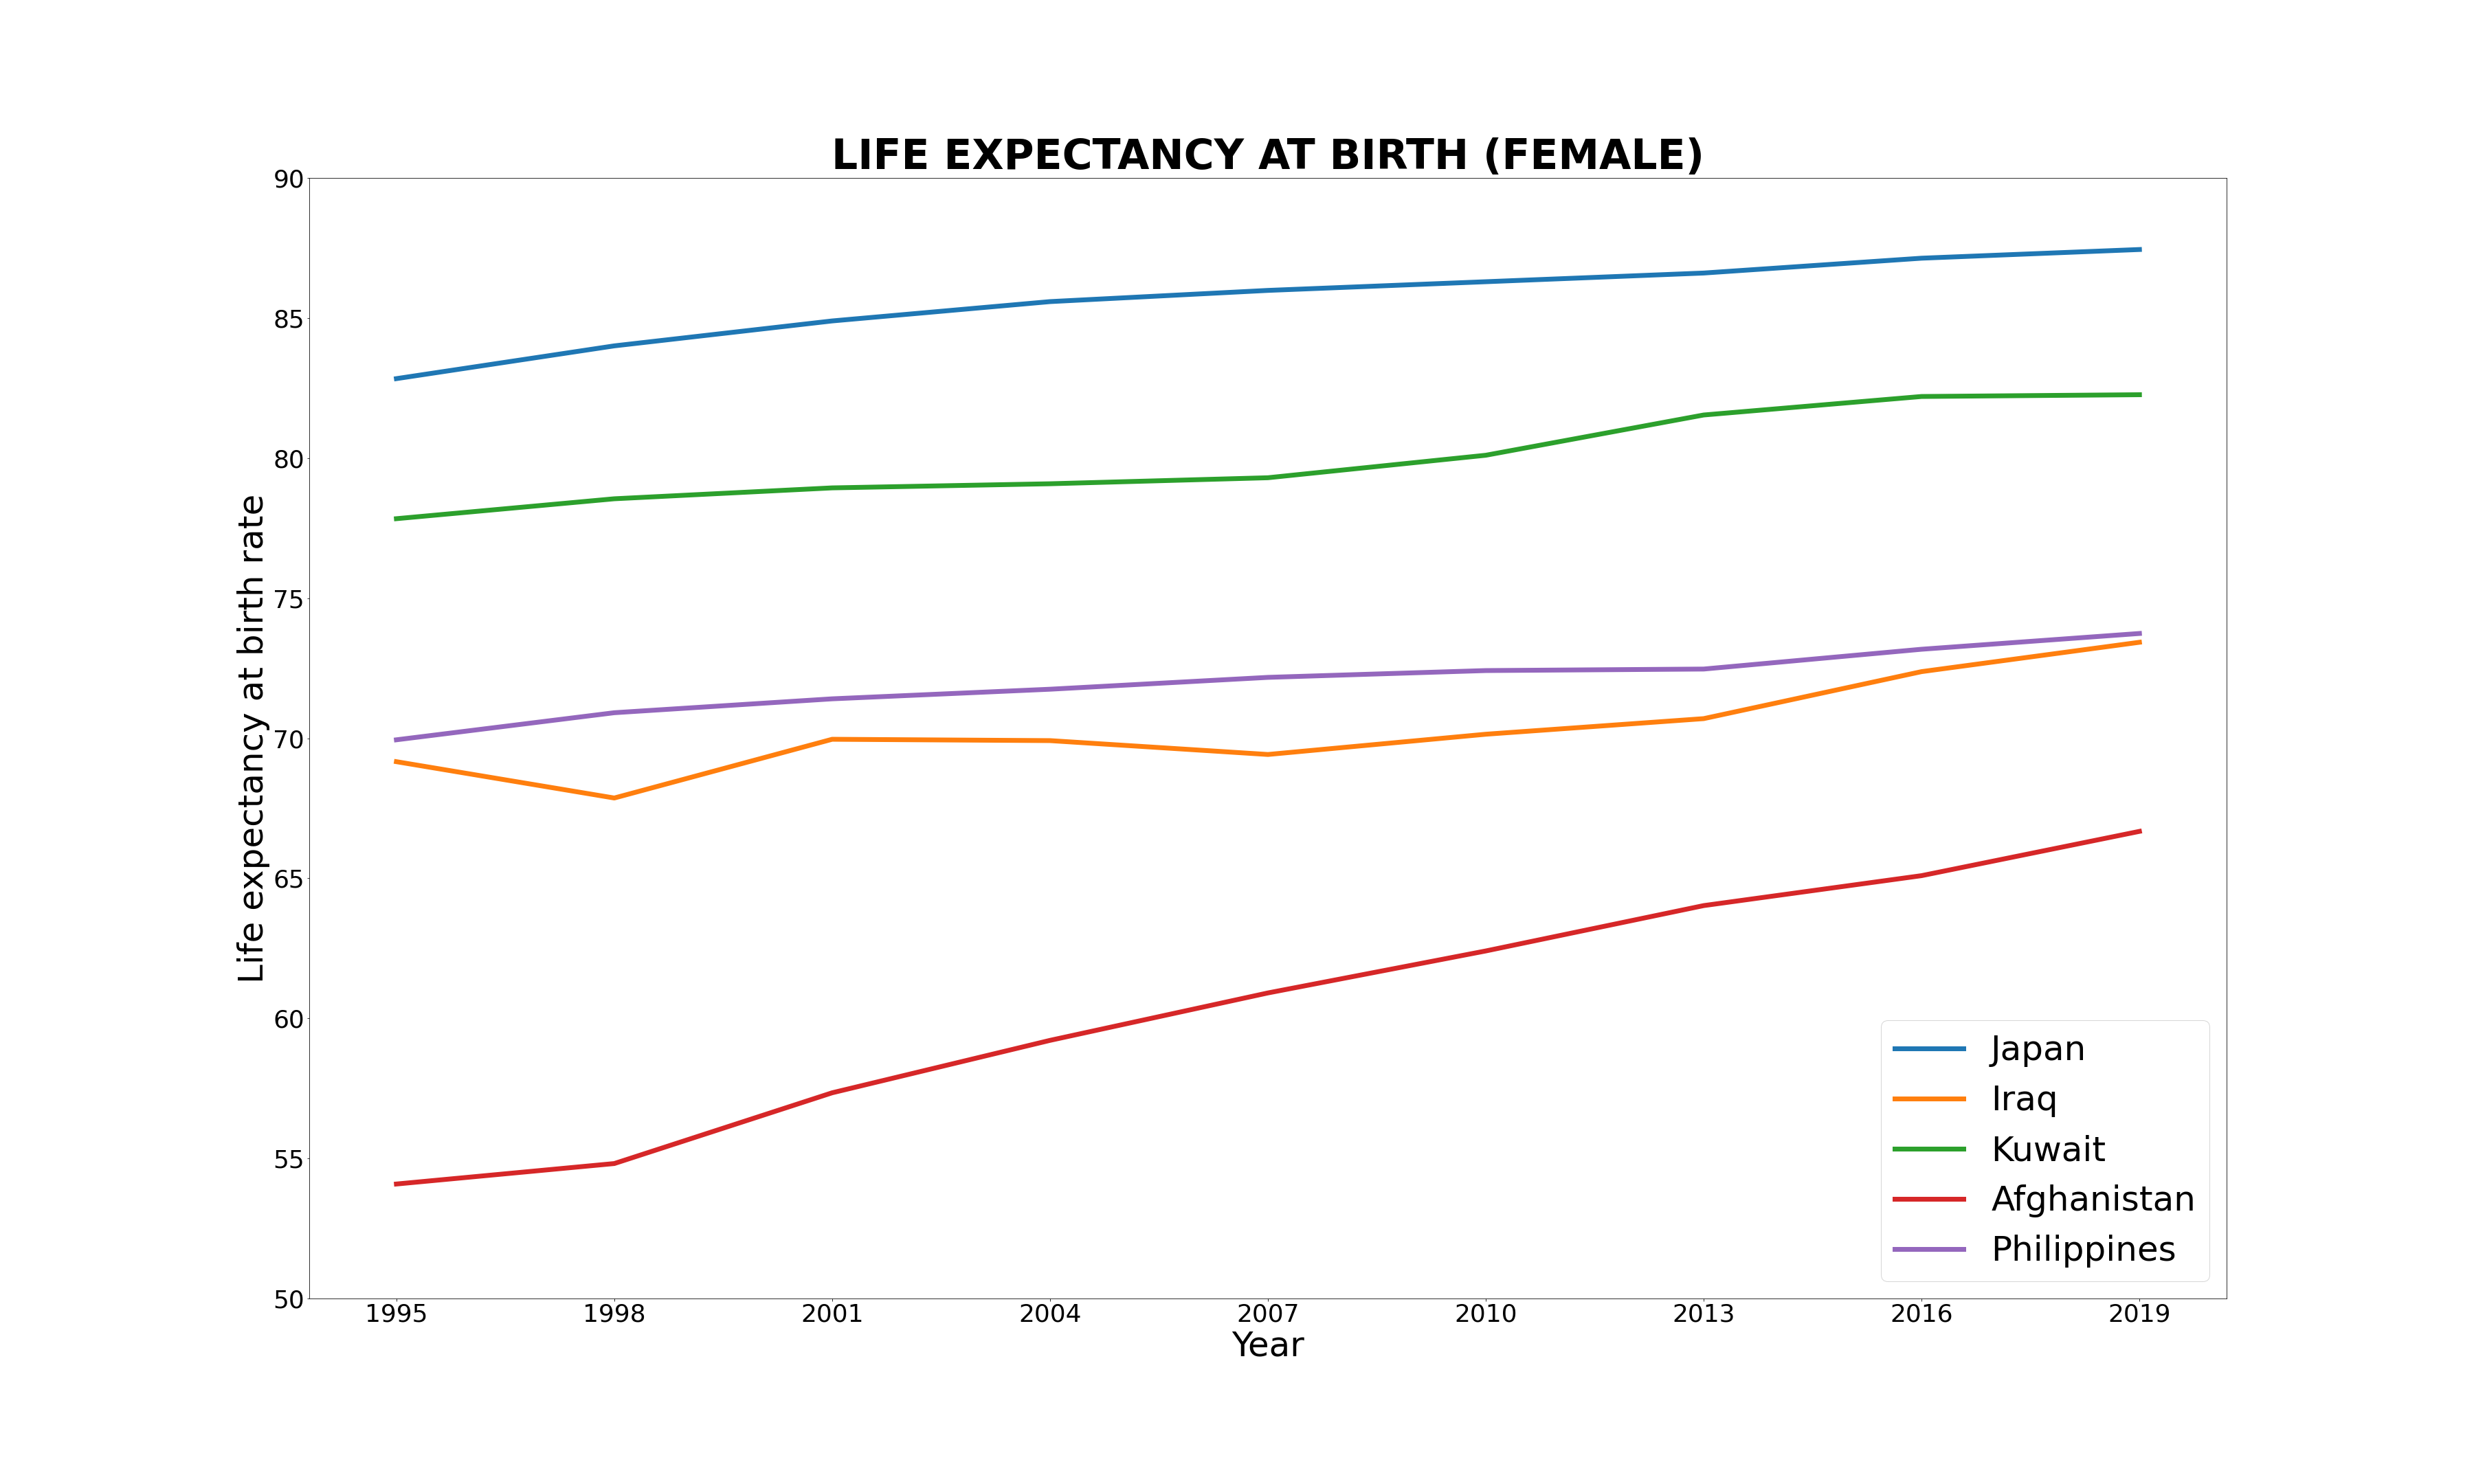 LIFE EXPECTANCY AT BIRTH (FEMALE)
Life expectancy at birth rate
90
85
80
75
70
65
60
55
50
Japan
Iraq
Kuwait
Afghanistan
Philippines
1995 1998 2001 2004 2007 2010 2013 2016 2019
Year